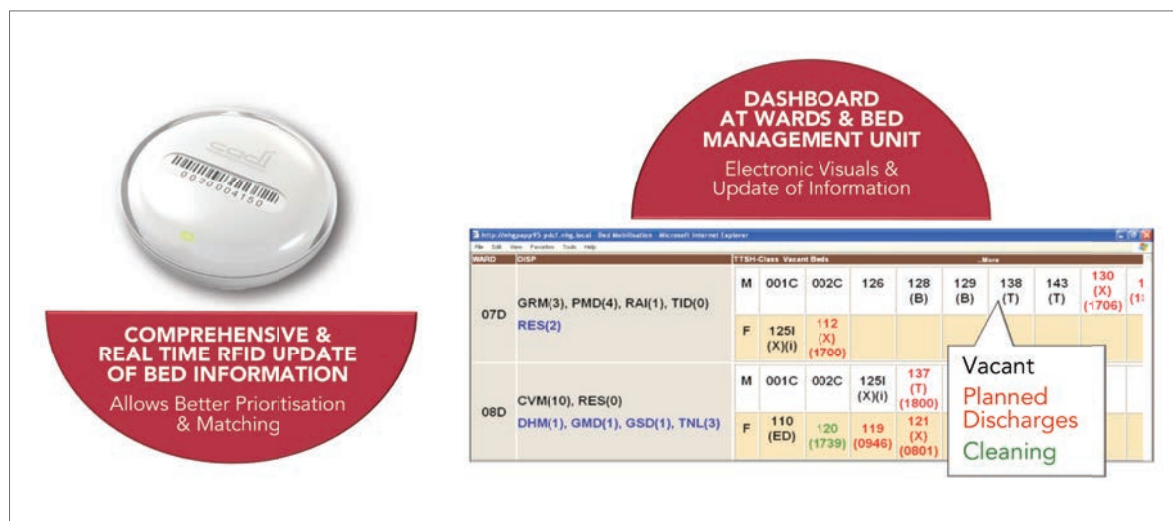 cadi
0000004150
COMPREHENSIVE &
REAL TIME RFID UPDATE
OF BED INFORMATION
Allows Better Prioritisation
& Matching
DASHBOARD
AT WARDS & BED
MANAGEMENT UNIT
Electronic Visuals &
Update of Information
Bed Mobilisation - Microsoft Internet Explorer
File Edit View Favorites Tools Help
WARD DISP TTSH-Class Vacant Beds ..More
07D
GRM(3), PMD(4), RAI(1), TID(0)
RES(2)
M 001C 002C 126 128 (B) 129 (B) 138 (T) 143 (T) 130 (X) (1706)
F 125I (X)(i) 112 (X) (1700)
08D
CVM(10), RES(0)
DHM(1), GMD(1), GSD(1), TNL(3)
M 001C 002C 125I (X)(i) 137 (T) (1800)
F 110 (ED) 120 (1739) 119 (0946) 121 (X) (0801)
Vacant
Planned
Discharges
Cleaning